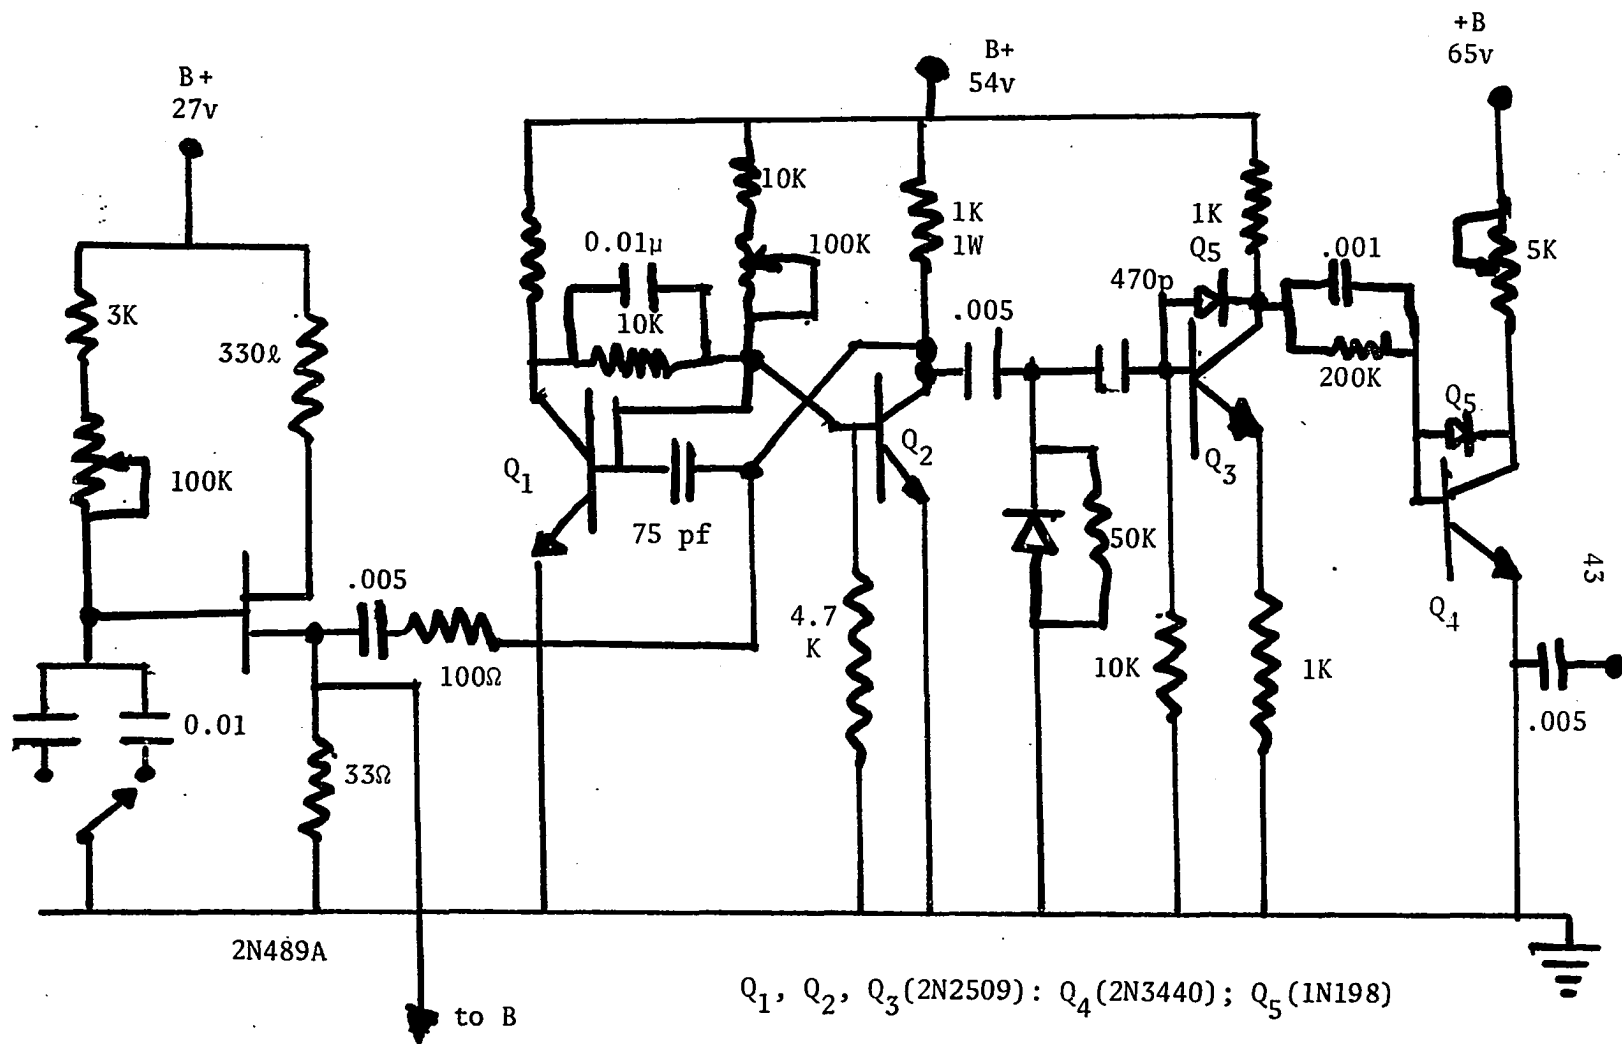 B+
27v
B+
54v
+B
65v
3K
330ℓ
100K
0.01μ
10K
10K
100K
1K
1W
.005
470p
1K
Q5
.001
200K
5K
Q5
Q1
75 pf
Q2
Q3
50K
Q4
43
.005
100Ω
4.7
K
10K
1K
.005
0.01
33Ω
2N489A
to B
Q1, Q2, Q3(2N2509): Q4(2N3440); Q5(1N198)